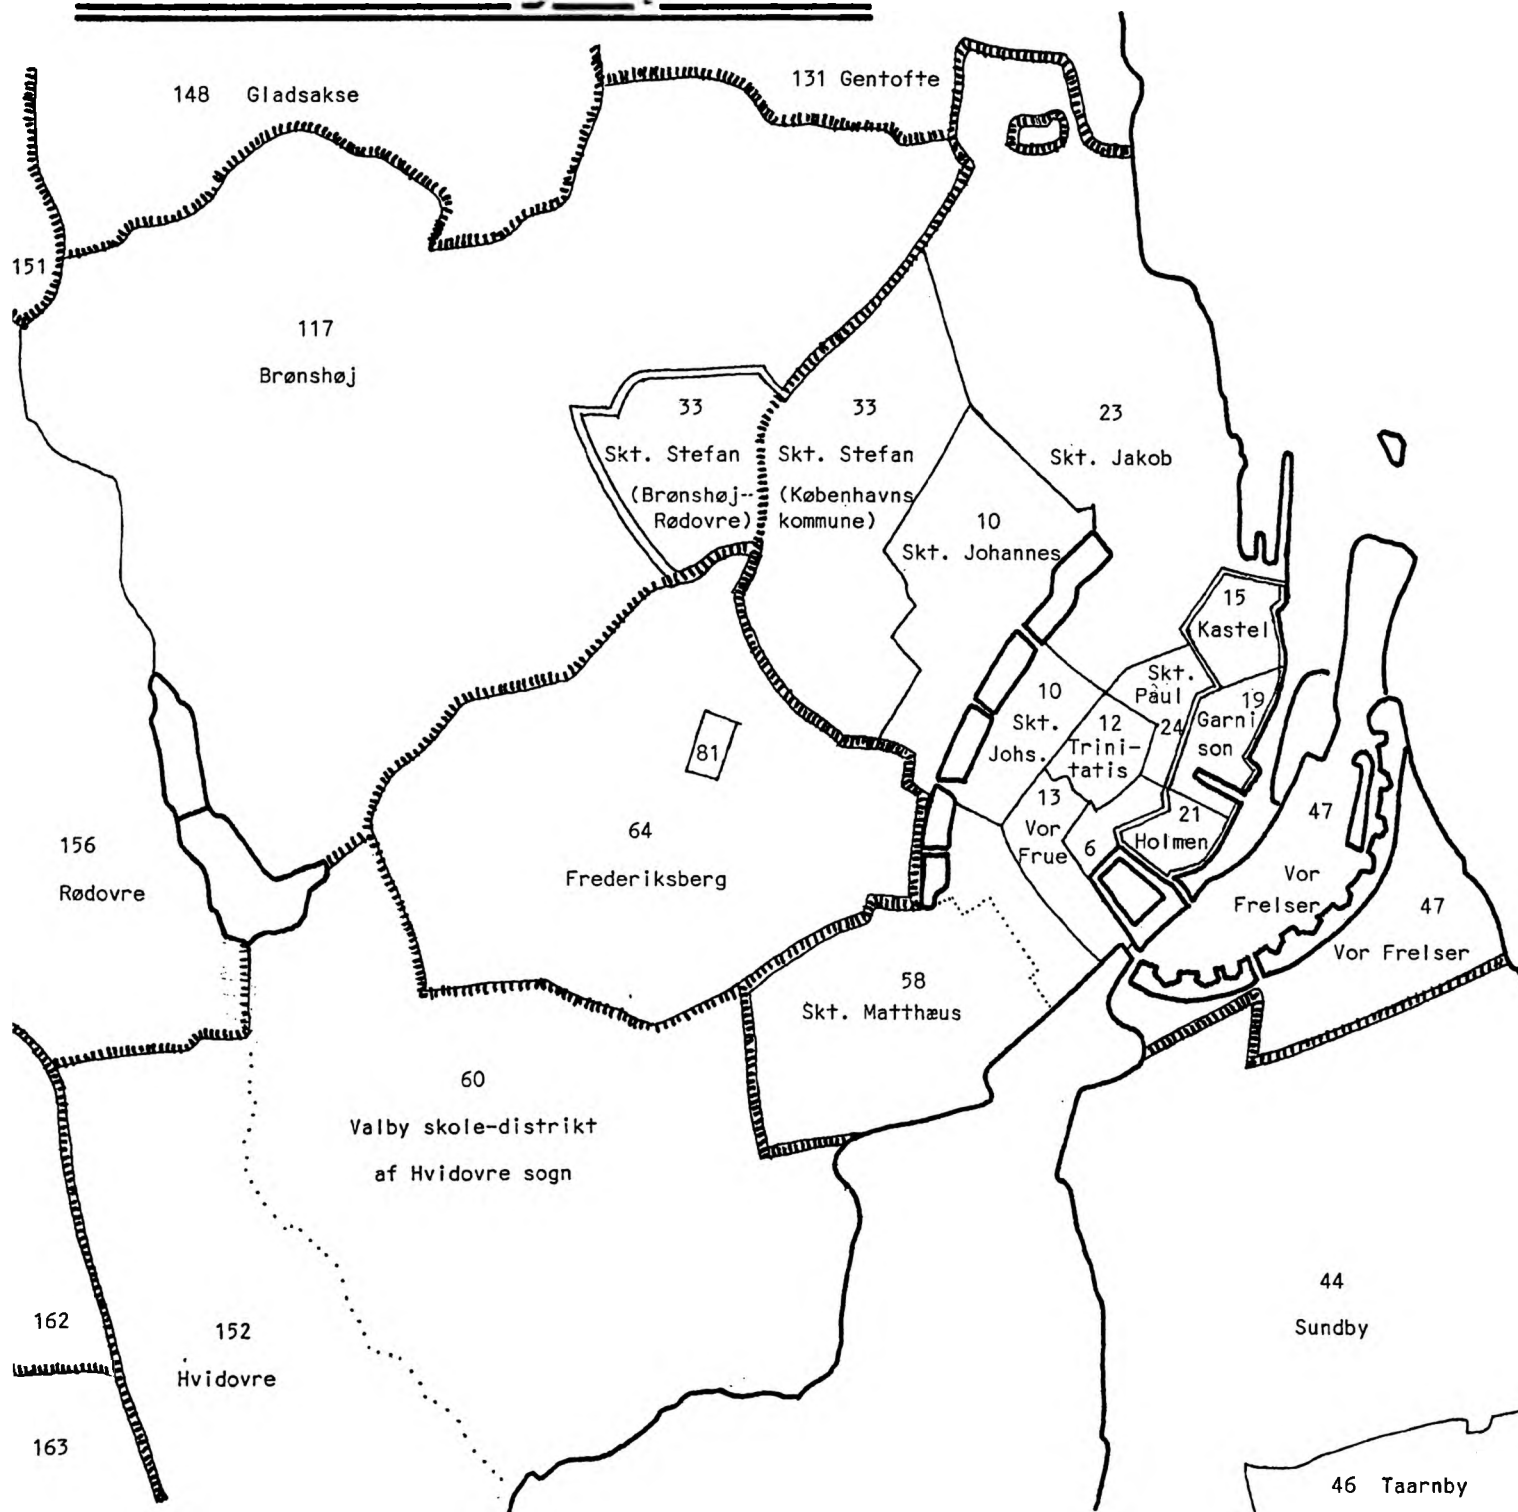 148 Gladsakse
131 Gentofte
151
117
Brønshøj
33
Skt. Stefan
(Brønshøj--
Rødovre)
33
Skt. Stefan
(Københavns
kommune)
23
Skt. Jakob
10
Skt. Johannes
15
Kastel
Skt.
Paul
24
19
Garni
son
10
Skt.
Johs.
12
Trini-
tatis
81
13
Vor
Frue
6
21
Holmen
47
Vor
Frelser
47
Vor Frelser
156
Rødovre
64
Frederiksberg
58
Skt. Matthæus
60
Valby skole-distrikt
af Hvidovre sogn
44
Sundby
162
152
Hvidovre
163
46 Taarnby